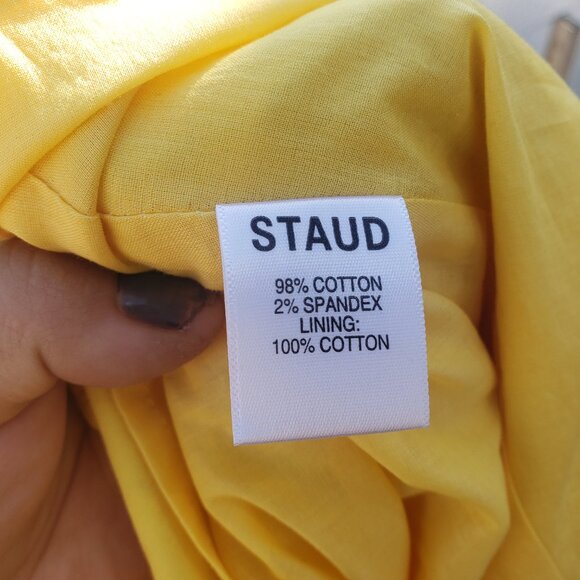 STAUD
98% COTTON
2% SPANDEX
LINING:
100% COTTON